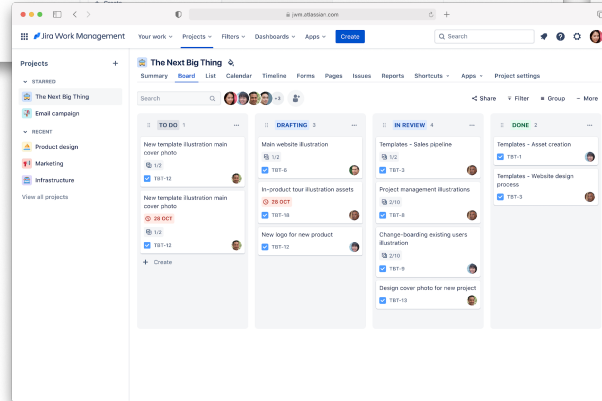 Create
jwm.atlassian.com
Jira Work Management
Your work
Projects
Filters
Dashboards
Apps
Create
Search
Projects
STARRED
The Next Big Thing
Email campaign
RECENT
Product design
Marketing
Infrastructure
View all projects
The Next Big Thing
Summary
Board
List
Calendar
Timeline
Forms
Pages
Issues
Reports
Shortcuts
Apps
Project settings
Search
+3
Share
Filter
Group
More
TO DO 1
New template illustration main
cover photo
1/2
TBT-12
New template illustration main
cover photo
28 OCT
1/2
TBT-12
Create
DRAFTING 3
Main website illustration
1/2
TBT-6
In-product tour illustration assets
28 OCT
TBT-18
New logo for new product
TBT-12
IN REVIEW 4
Templates - Sales pipeline
1/2
TBT-3
Project management illustrations
2/10
TBT-8
Change-boarding existing users
illustration
2/10
TBT-9
Design cover photo for new project
TBT-13
DONE 2
Templates - Asset creation
TBT-1
Templates - Website design
process
TBT-3